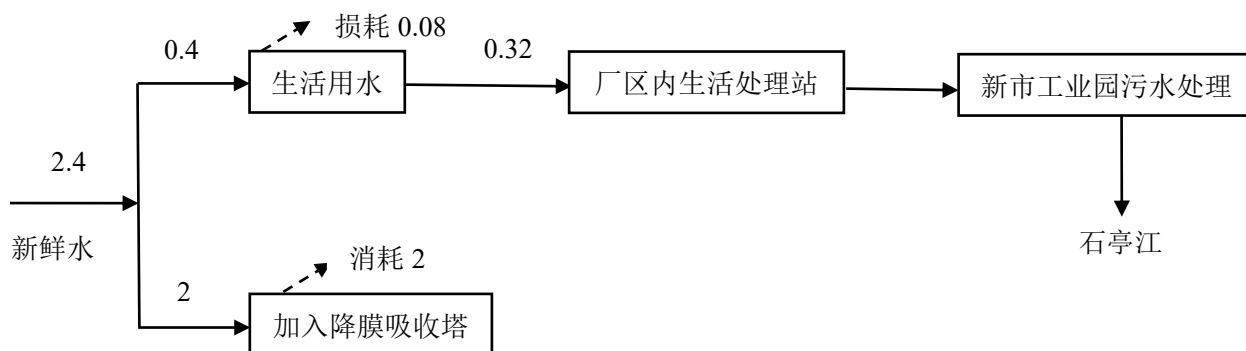 损耗 0.08
0.4
0.32
生活用水
厂区内生活处理站
新市工业园污水处理
2.4
新鲜水
石亭江
消耗 2
2
加入降膜吸收塔